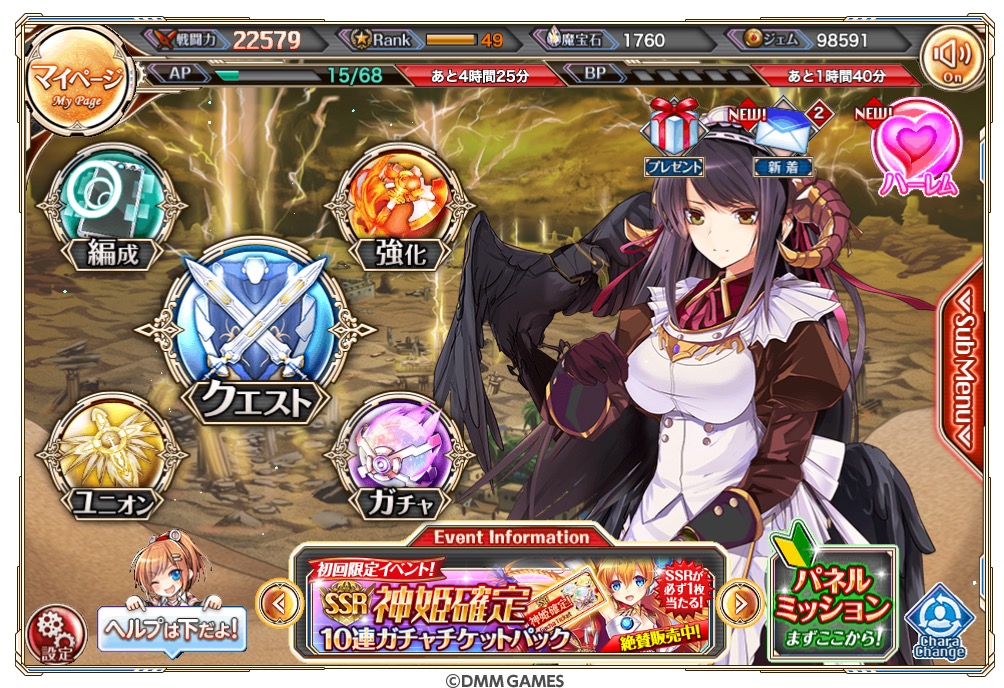 マイページ
My Page
戦闘力 22579
Rank 49
魔宝石 1760
ジェム 98591
On
AP 15/68 あと4時間25分
BP あと1時間40分
プレゼント
NEW!
2
新着
NEW!
ハーレム
編成
強化
クエスト
ユニオン
ガチャ
SubMenu
Event Information
初回限定イベント!
SSR 神姫確定
10連ガチャチケットパック
神姫確定
SSRが
必ず1枚
当たる!
絶賛販売中!
パネル
ミッション
まずここから!
設定
ヘルプは下だよ!
Chara
Change
©DMM GAMES